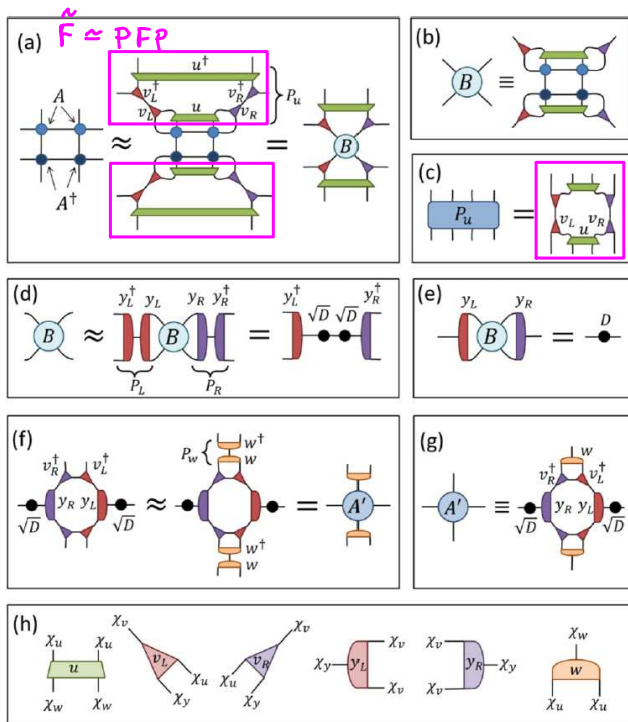 F̃ ≃ PFP
(a)
A
A†
≈
u†
v_L†
v_R†
u
v_L
v_R
P_u
=
B
(b)
B
≡
(c)
P_u
=
v_L
u
v_R
(d)
y_L† y_L y_R y_R† y_L† √D √D y_R†
B ≈ B =
P_L P_R
(e)
y_L y_R
B = D
(f)
v_R† v_L†
y_R y_L
√D √D
≈
P_w
w†
w
w†
w
=
A′
(g)
A′
≡
w
v_R† v_L†
y_R y_L
√D √D
(h)
χ_u χ_u
u
χ_w χ_w
χ_v
v_L
χ_u
χ_y
χ_v
v_R
χ_u
χ_y
χ_v
χ_y y_L
χ_v
χ_v
y_R χ_y
χ_v
χ_w
w
χ_u χ_u